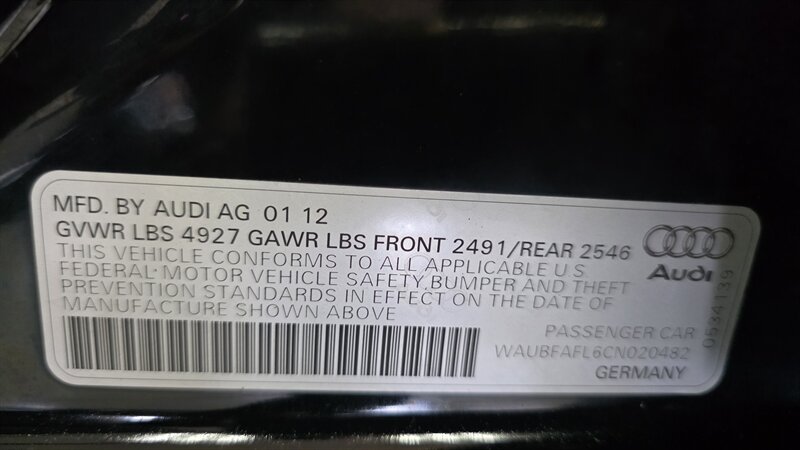 MFD. BY AUDI AG 01 12
GVWR LBS 4927 GAWR LBS FRONT 2491/REAR 2546
THIS VEHICLE CONFORMS TO ALL APPLICABLE U S
FEDERAL MOTOR VEHICLE SAFETY, BUMPER AND THEFT
PREVENTION STANDARDS IN EFFECT ON THE DATE OF
MANUFACTURE SHOWN ABOVE
Audi
0534139
PASSENGER CAR
WAUBFAFL6CN020482
GERMANY